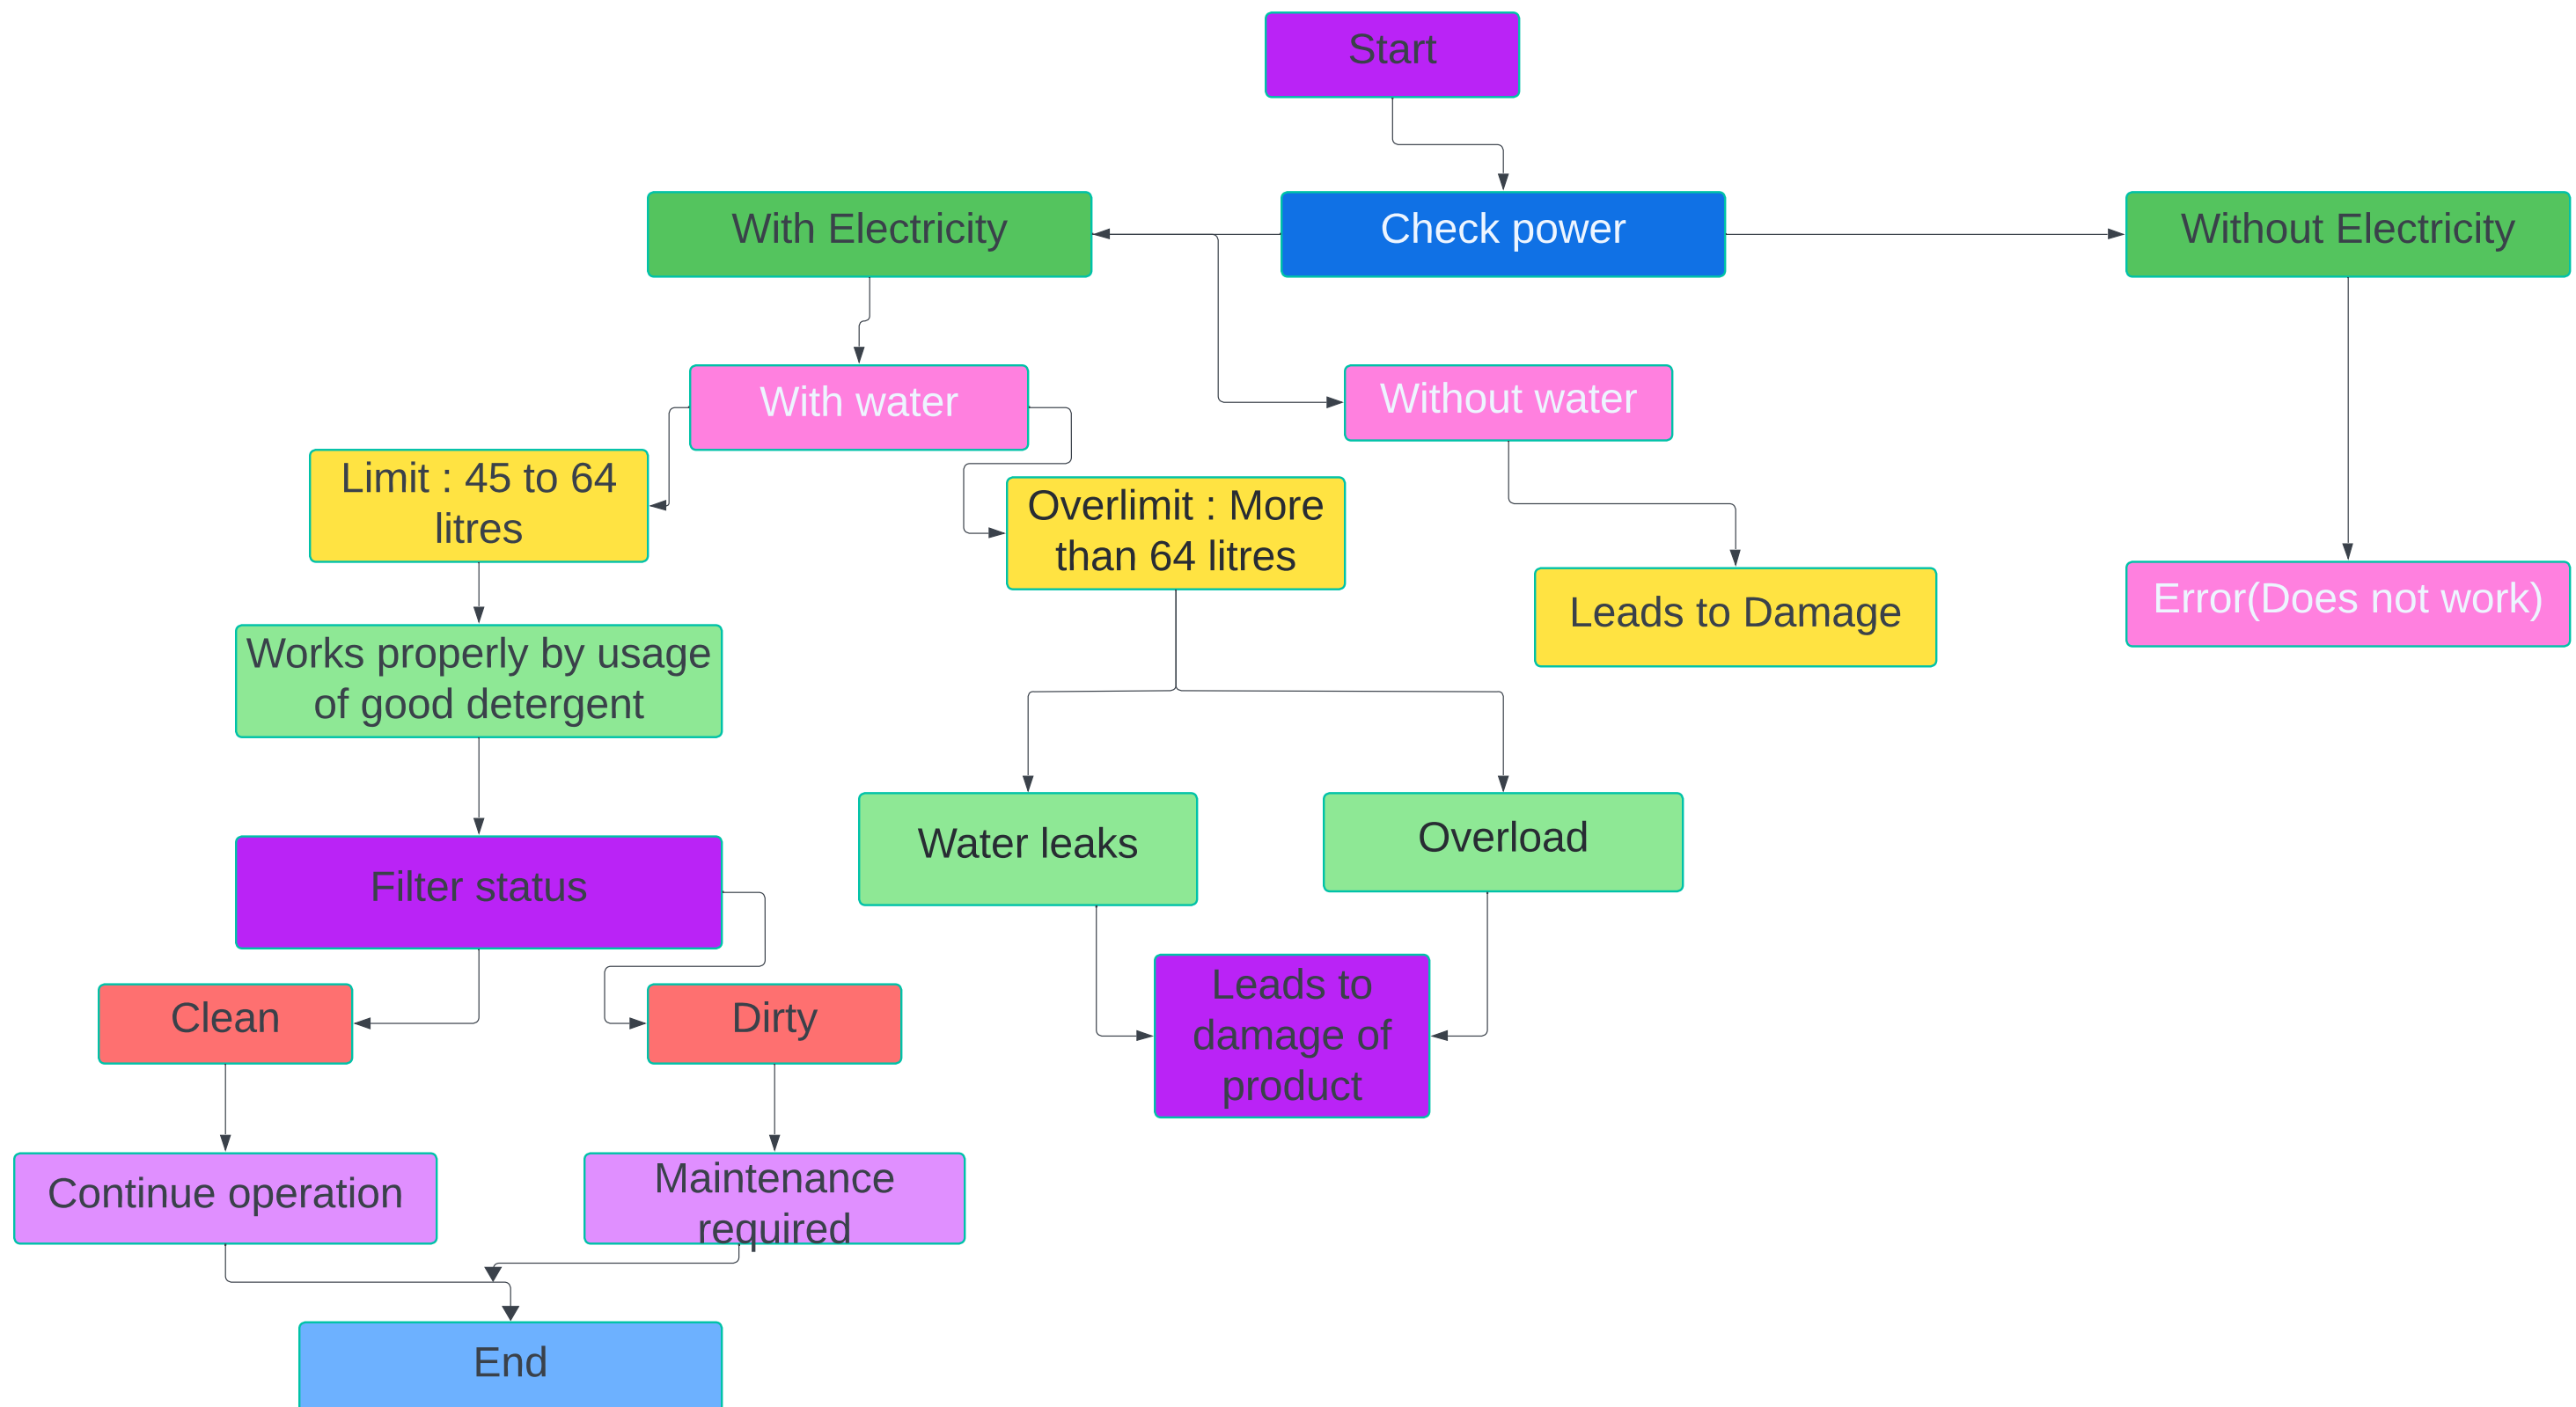 Start
With Electricity
Check power
Without Electricity
With water
Without water
Limit : 45 to 64
litres
Overlimit : More
than 64 litres
Leads to Damage
Error(Does not work)
Works properly by usage
of good detergent
Water leaks
Overload
Filter status
Clean
Dirty
Leads to
damage of
product
Continue operation
Maintenance
required
End